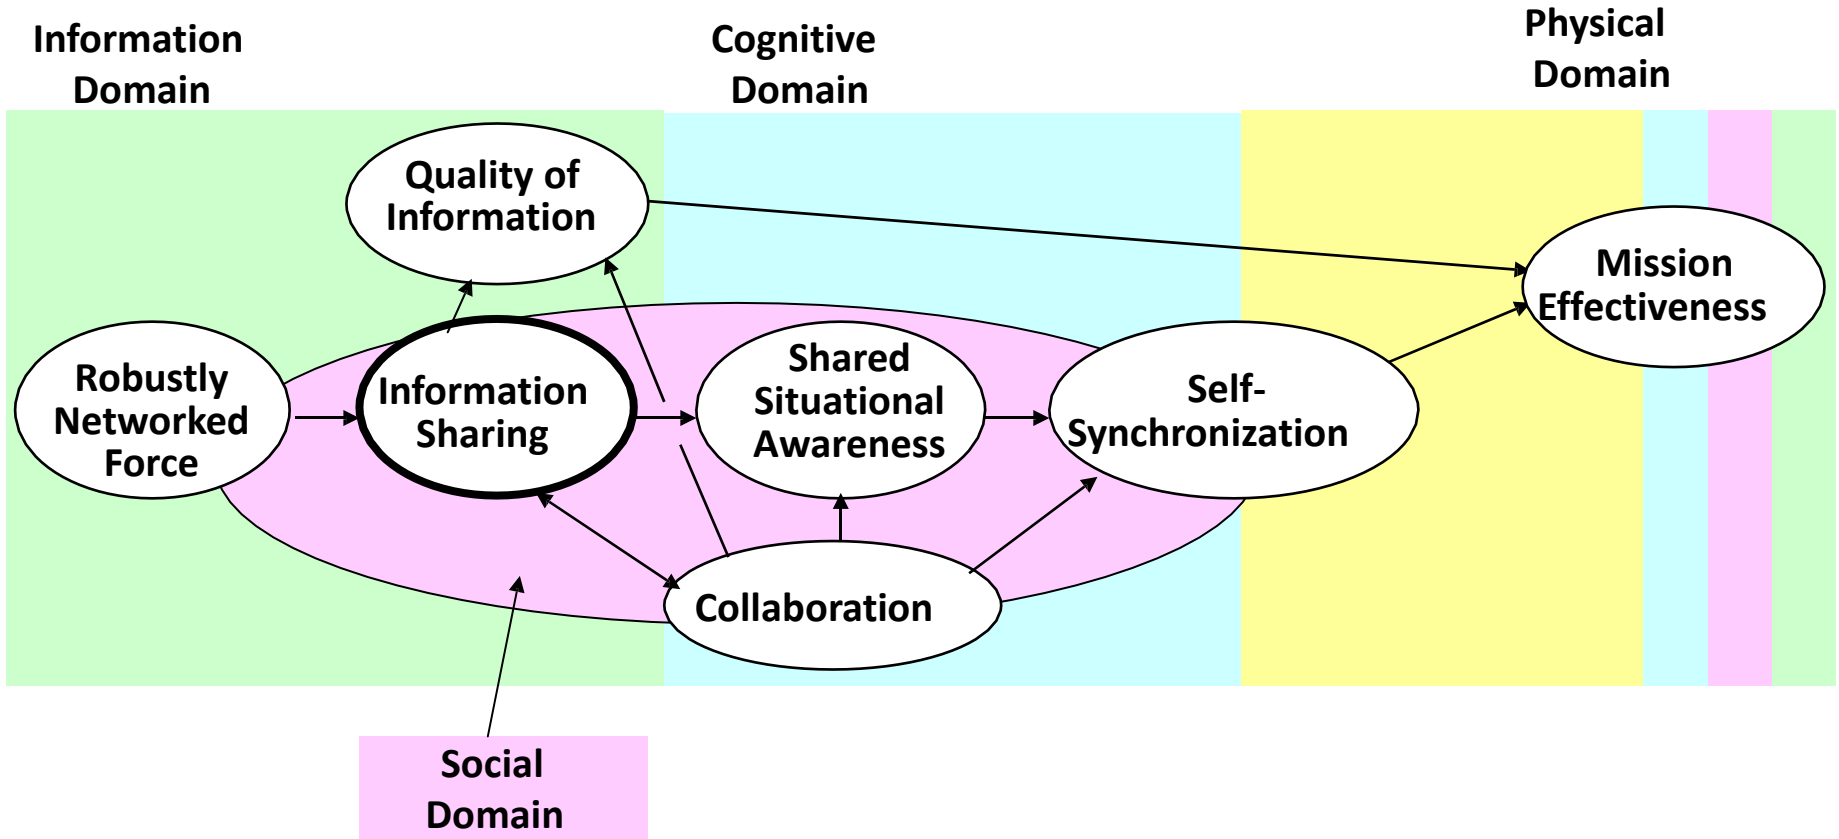 Information
Domain
Cognitive
Domain
Physical
Domain
Quality of
Information
Mission
Effectiveness
Robustly
Networked
Force
Information
Sharing
Shared
Situational
Awareness
Self-
Synchronization
Collaboration
Social
Domain